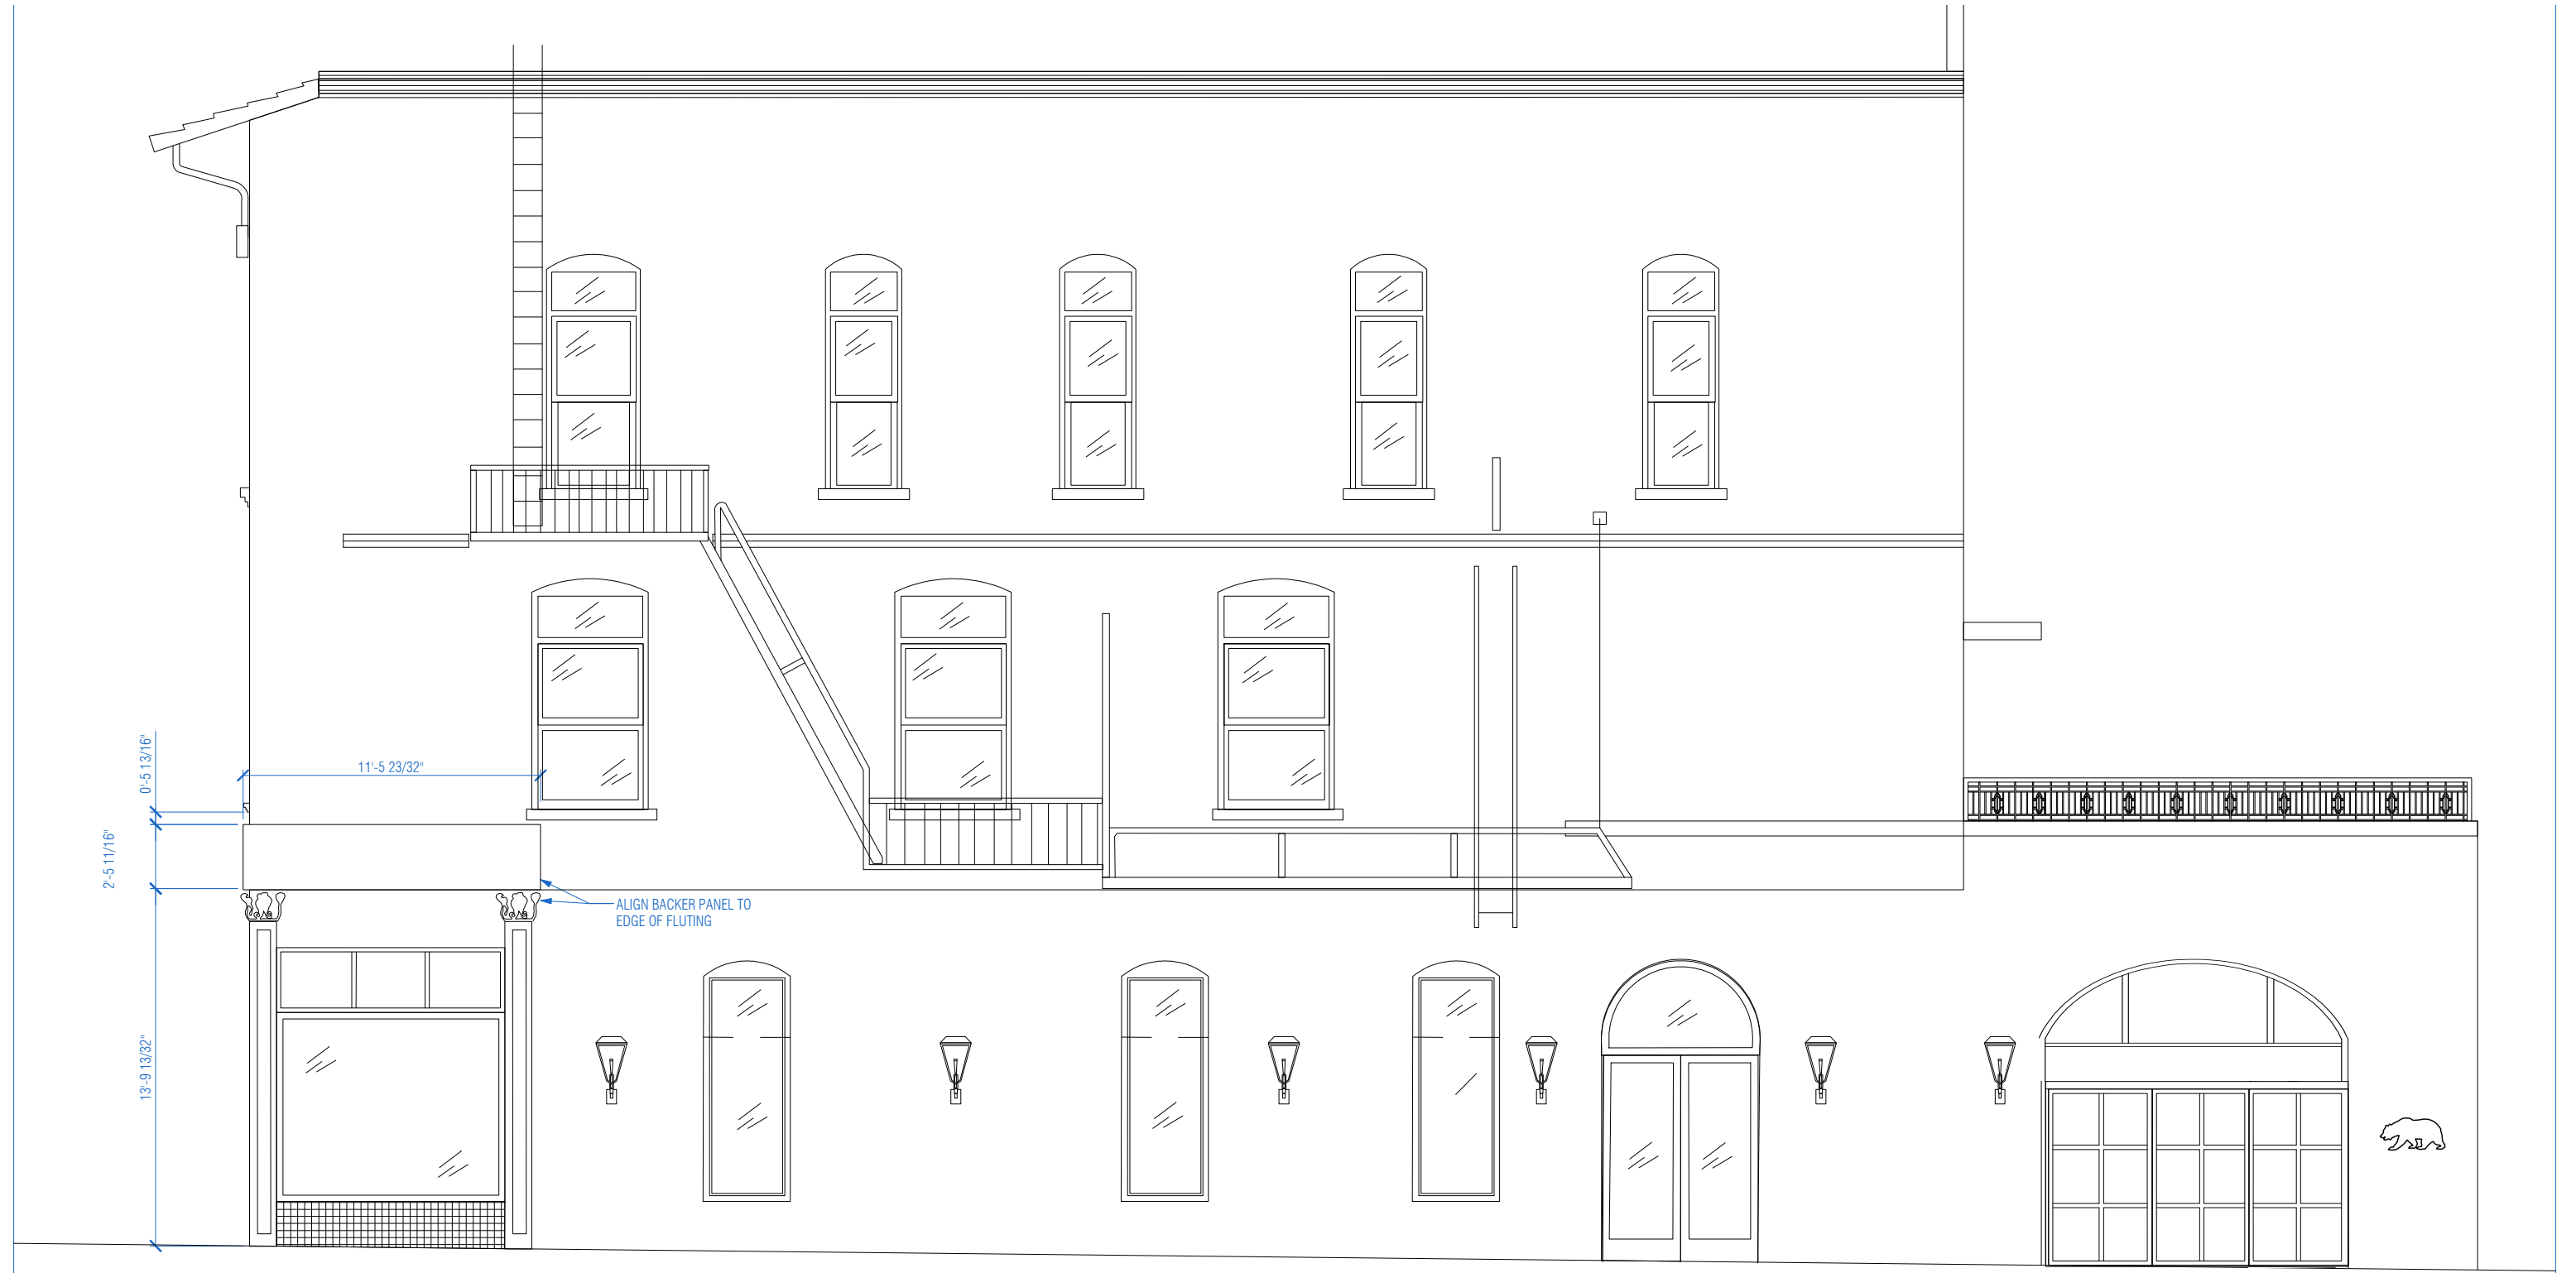 0'-5 13/16"
11'-5 23/32"
2'-5 11/16"
ALIGN BACKER PANEL TO
EDGE OF FLUTING
13'-9 13/32"